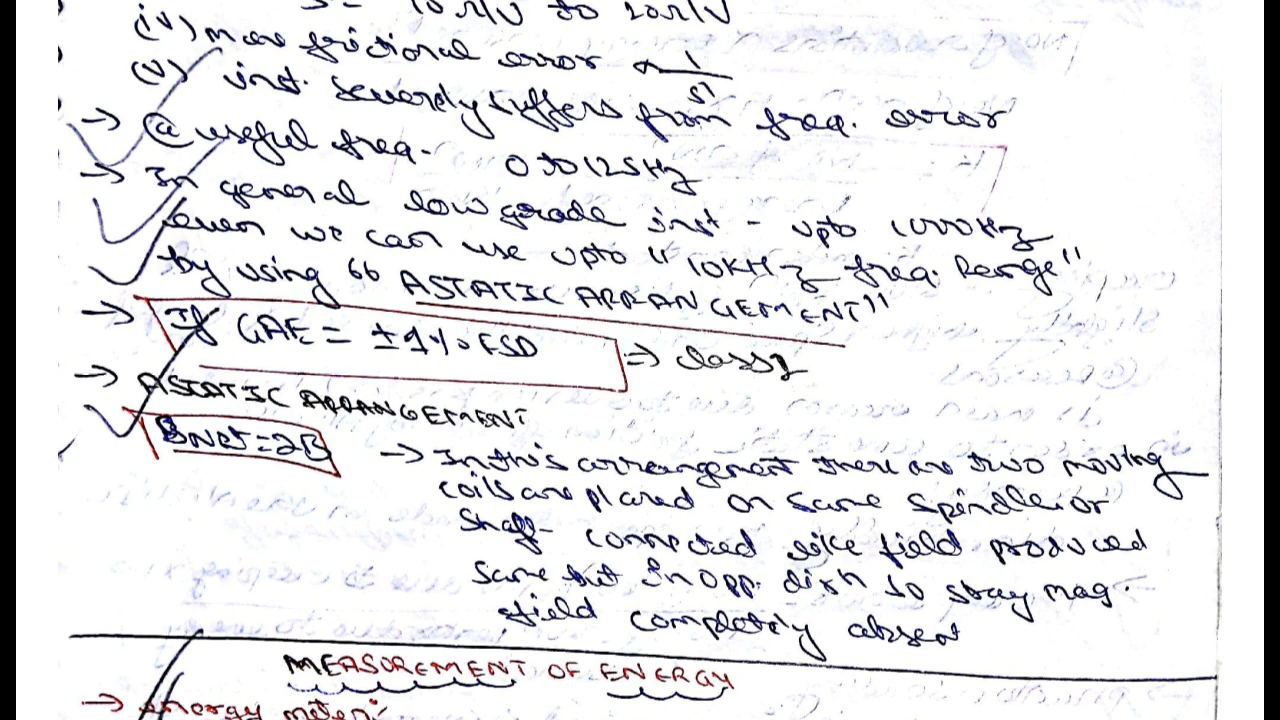 S = 10Ω/V to 20Ω/V
(iv) more frictional error ∝ 1/S
(v) inst. severely suffers from freq. error
→ @ useful freq. 0 to 125Hz
→ In general low grade inst - upto 1000Hz
even we can use upto "10KHz freq. Range"
by using "ASTATIC ARRANGEMENT"
→ If GAE = ±1% FSD ⇒ class 1
→ ASTATIC ARRANGEMENT
BNet = 2B → In this arrangement there are two moving
coils are placed on same spindle or
shaft connected like field produced
same but in opp. dirn so stray mag.
field completely absent
MEASUREMENT OF ENERGY
→ energy meter: